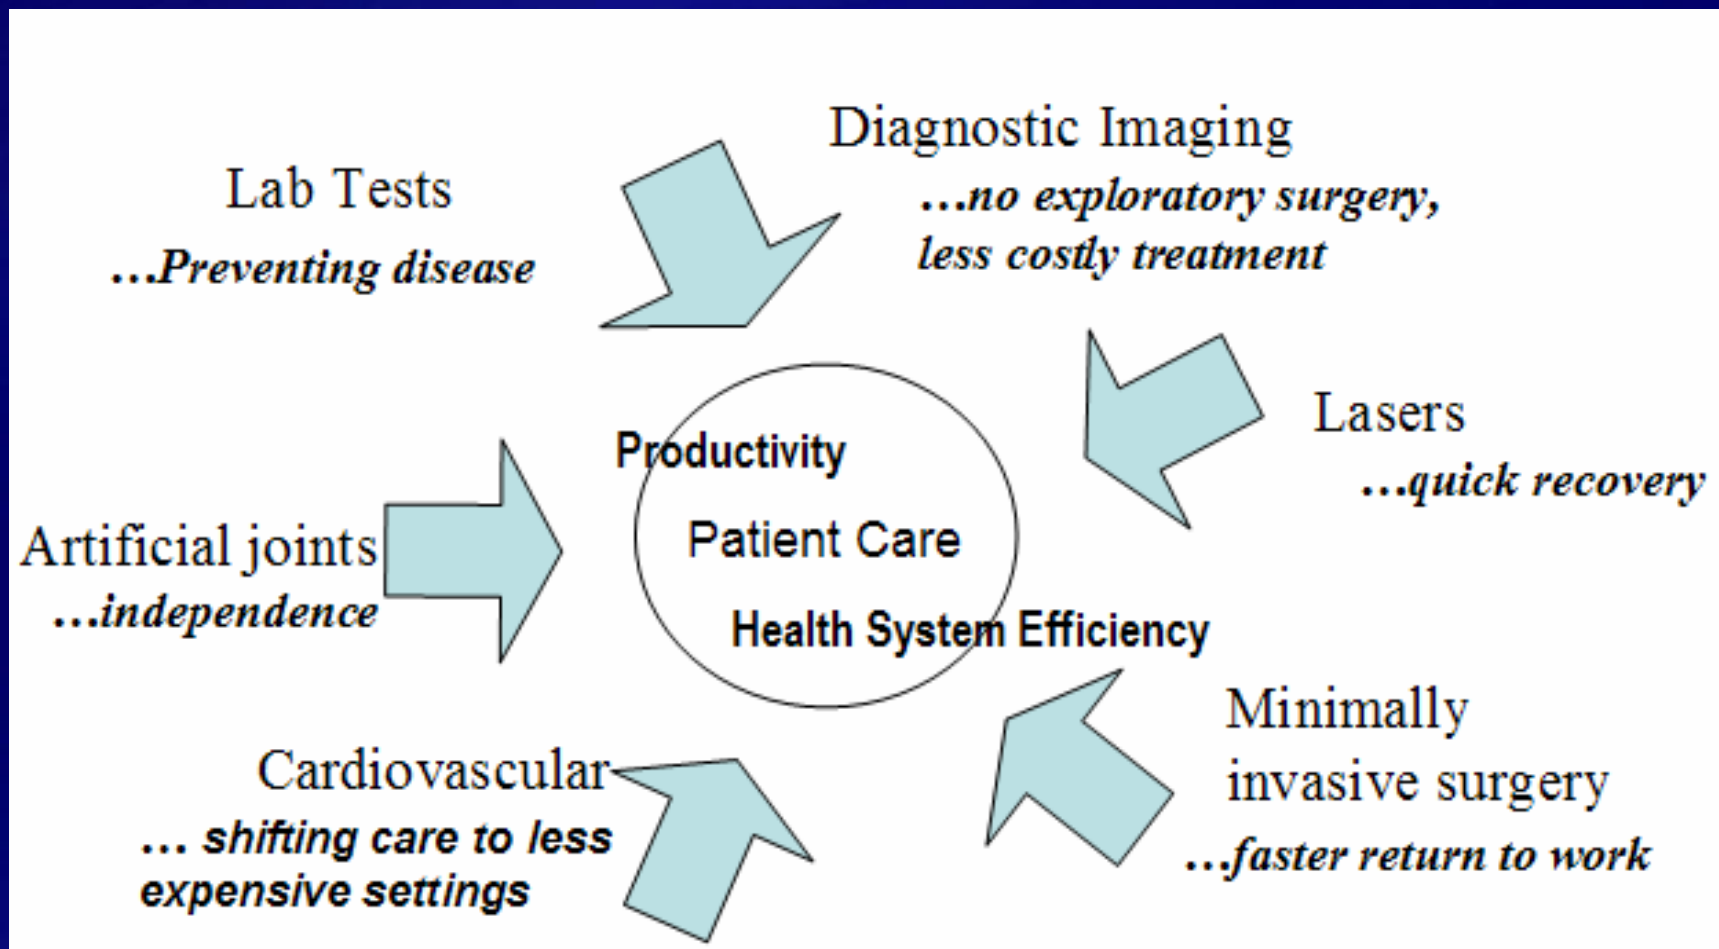 Diagnostic Imaging
…no exploratory surgery,
less costly treatment
Lab Tests
…Preventing disease
Lasers
…quick recovery
Productivity
Patient Care
Health System Efficiency
Artificial joints
…independence
Minimally
invasive surgery
…faster return to work
Cardiovascular
… shifting care to less
expensive settings